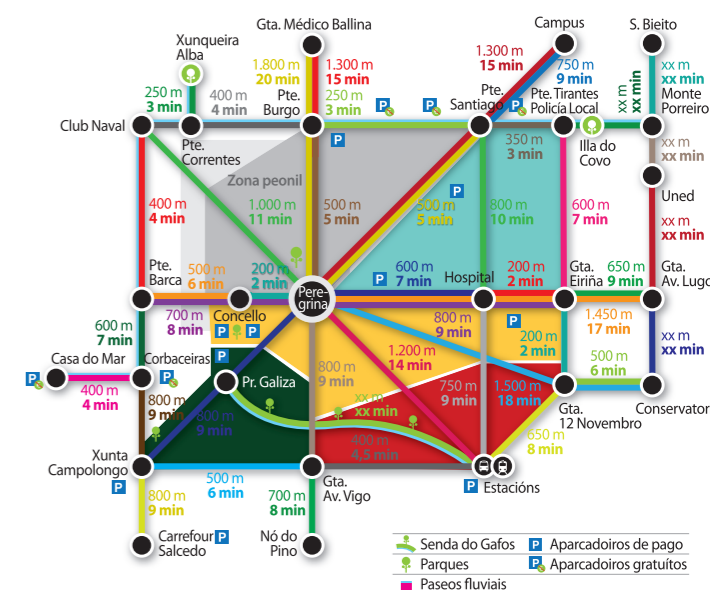 Gta. Médico Ballina
Campus
S. Bieito
Xunqueira
Alba
1.800 m
20 min
1.300 m
15 min
1.300 m
15 min
750 m
9 min
xx m
xx min
xx m
xx min
250 m
3 min
400 m
4 min
Pte.
Burgo
250 m
3 min
P
P
Pte.
Santiago
P
Pte. Tirantes
Policía Local
Monte
Porreiro
Club Naval
Pte.
Correntes
P
350 m
3 min
Illa do
Covo
xx m
xx min
Zona peonil
Uned
400 m
4 min
1.000 m
11 min
500 m
5 min
P
500 m
5 min
800 m
10 min
600 m
7 min
xx m
xx min
Pte.
Barca
500 m
6 min
200 m
2 min
Pere-
grina
P
600 m
7 min
Hospital
200 m
2 min
Gta.
Eiriña
650 m
9 min
Gta.
Av. Lugo
700 m
8 min
Concello
P
P
800 m
9 min
P
1.450 m
17 min
600 m
7 min
200 m
2 min
xx m
xx min
Casa do Mar
Corbaceiras
P
1.200 m
14 min
500 m
6 min
P
P
400 m
4 min
Pr. Galiza
800 m
9 min
750 m
9 min
1.500 m
18 min
800 m
9 min
800 m
9 min
xx m
xx min
Gta.
12 Novembro
Conservatorio
400 m
4,5 min
650 m
8 min
Xunta
Campolongo
P
500 m
6 min
Gta.
Av. Vigo
P
Estacións
800 m
9 min
700 m
8 min
Carrefour
Salcedo
P
Nó do
Pino
Senda do Gafos
P Aparcadoiros de pago
Parques
P Aparcadoiros gratuítos
Paseos fluviais